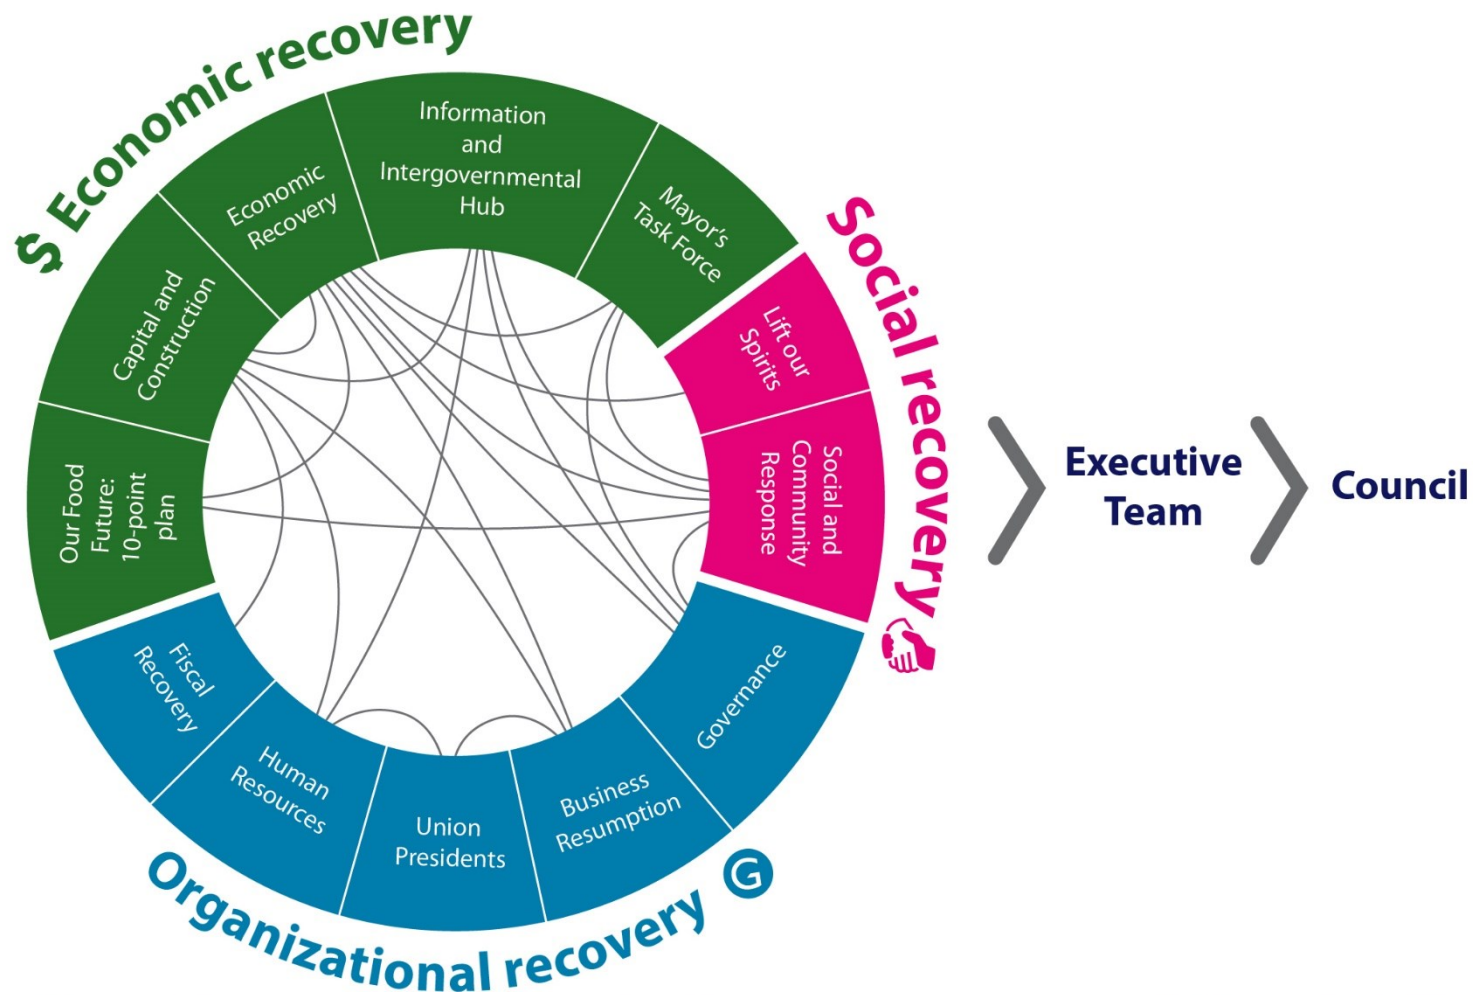 $ Economic recovery
Information
and
Intergovernmental
Hub
Economic
Recovery
Mayor's
Task Force
Capital and
Construction
Our Food
Future:
10-point
plan
Social recovery
Lift our
Spirits
Social and
Community
Response
Executive
Team
Council
Fiscal
Recovery
Human
Resources
Union
Presidents
Business
Resumption
Governance
Organizational recovery G